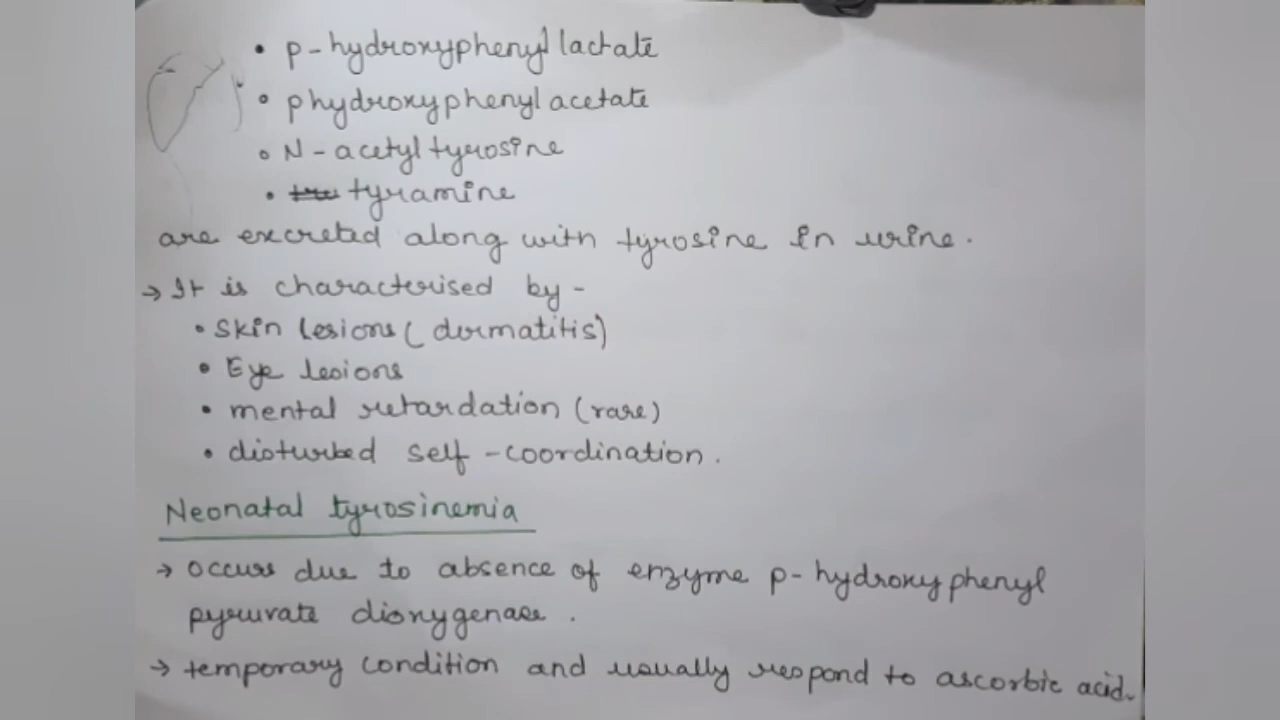 • p-hydroxyphenyl lactate
• phydroxyphenyl acetate
• N-acetyl tyrosine
• tyramine
are excreted along with tyrosine in urine.
→ It is characterised by -
• Skin lesions (dermatitis)
• Eye lesions
• mental retardation (rare)
• disturbed self-coordination.
Neonatal tyrosinemia
→ occurs due to absence of enzyme p-hydroxyphenyl
pyruvate dioxygenase.
→ temporary condition and usually respond to ascorbic acid.